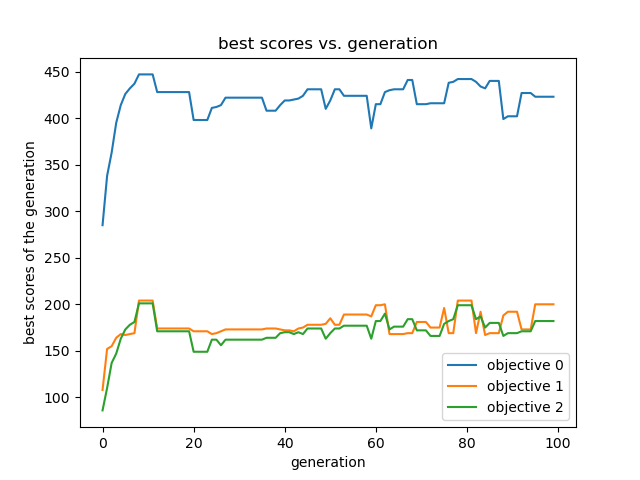 best scores vs. generation
best scores of the generation
450
400
350
300
250
200
150
100
0
20
40
60
80
100
generation
objective 0
objective 1
objective 2